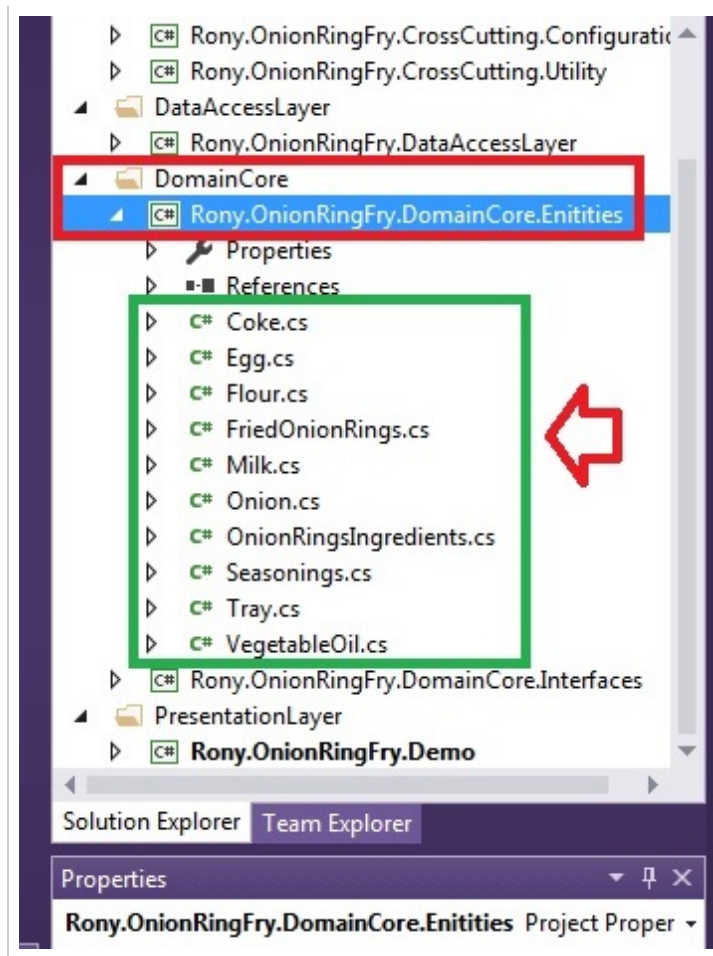 C# Rony.OnionRingFry.CrossCutting.Configuratic
C# Rony.OnionRingFry.CrossCutting.Utility
DataAccessLayer
C# Rony.OnionRingFry.DataAccessLayer
DomainCore
C# Rony.OnionRingFry.DomainCore.Enitities
Properties
References
C# Coke.cs
C# Egg.cs
C# Flour.cs
C# FriedOnionRings.cs
C# Milk.cs
C# Onion.cs
C# OnionRingsIngredients.cs
C# Seasonings.cs
C# Tray.cs
C# VegetableOil.cs
C# Rony.OnionRingFry.DomainCore.Interfaces
PresentationLayer
C# Rony.OnionRingFry.Demo
Solution Explorer Team Explorer
Properties
Rony.OnionRingFry.DomainCore.Enitities Project Proper